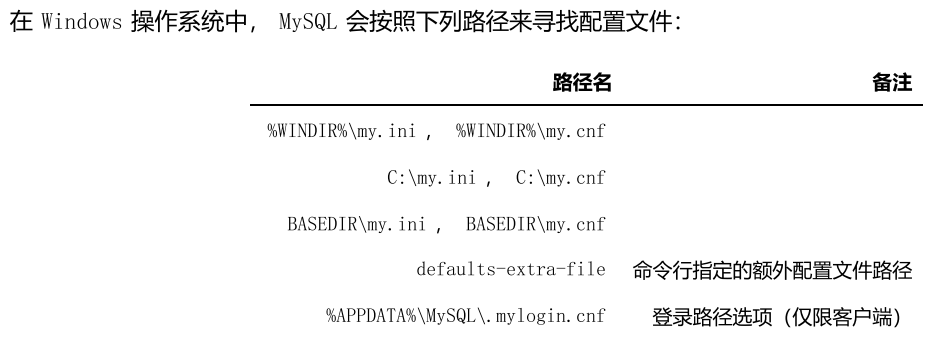 在 Windows 操作系统中， MySQL 会按照下列路径来寻找配置文件：
路径名 备注
%WINDIR%\my.ini ， %WINDIR%\my.cnf
C:\my.ini ， C:\my.cnf
BASEDIR\my.ini ， BASEDIR\my.cnf
defaults-extra-file 命令行指定的额外配置文件路径
%APPDATA%\MySQL\.mylogin.cnf 登录路径选项（仅限客户端）